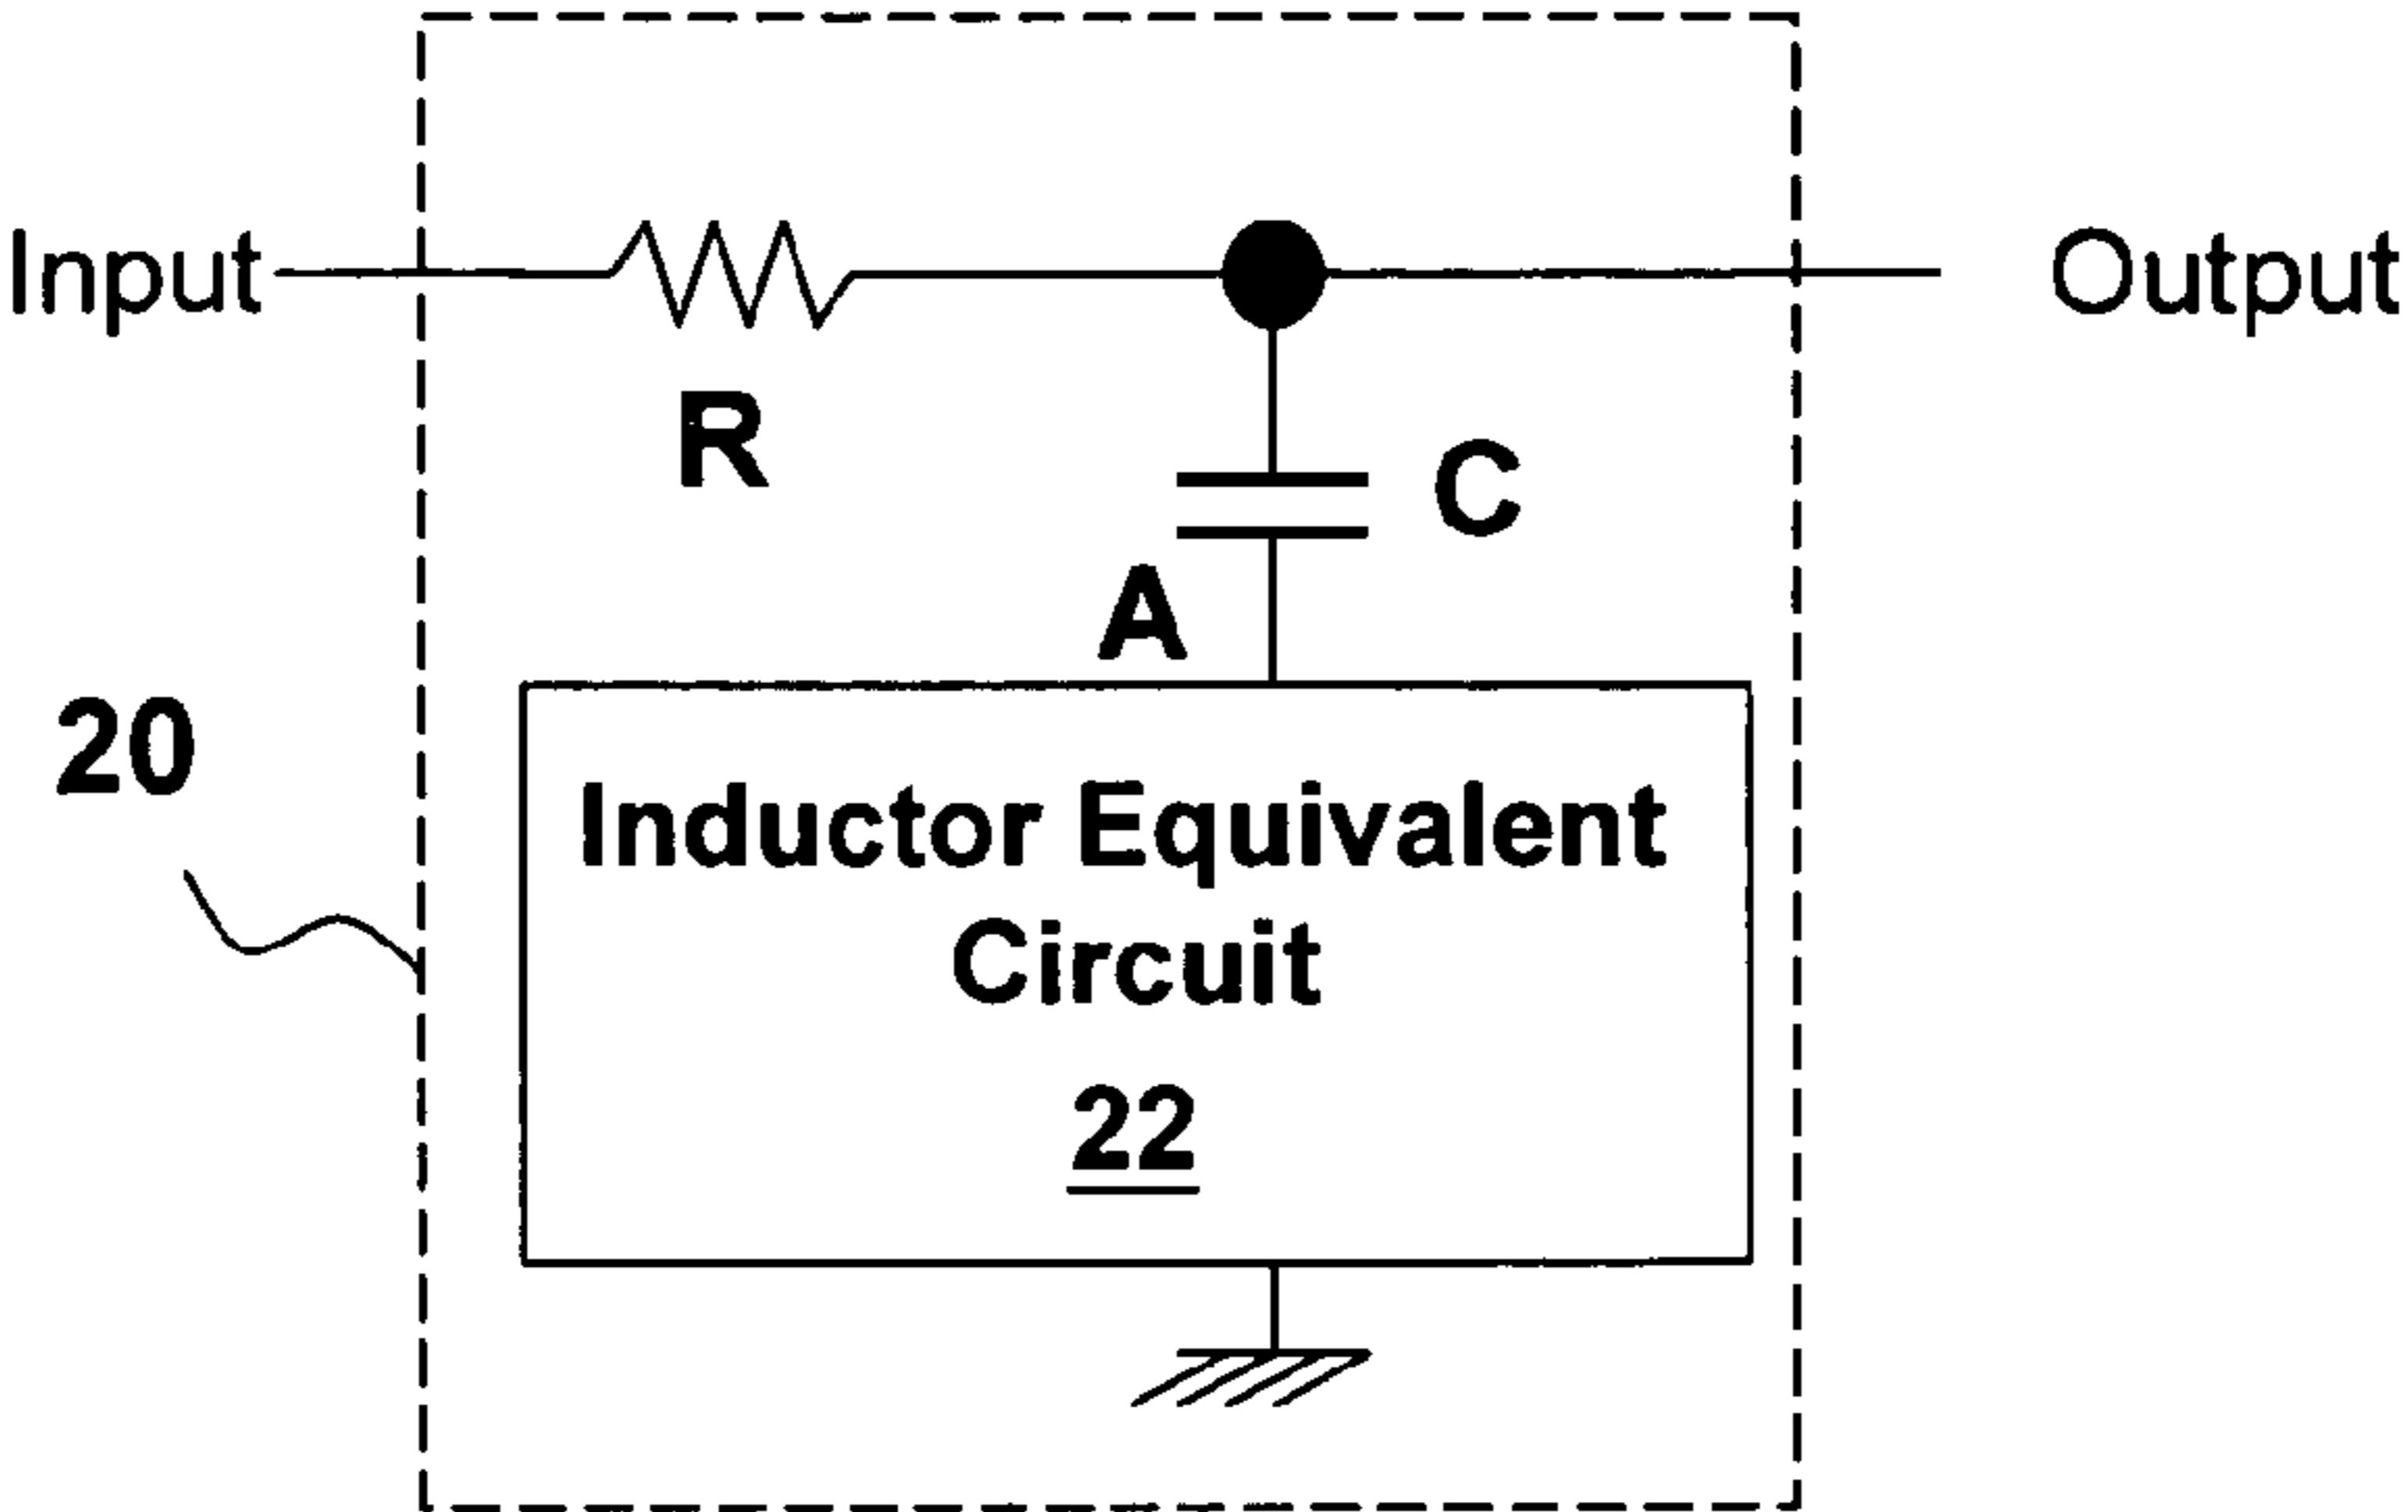 Input
Output
R
C
A
20
Inductor Equivalent
Circuit
22